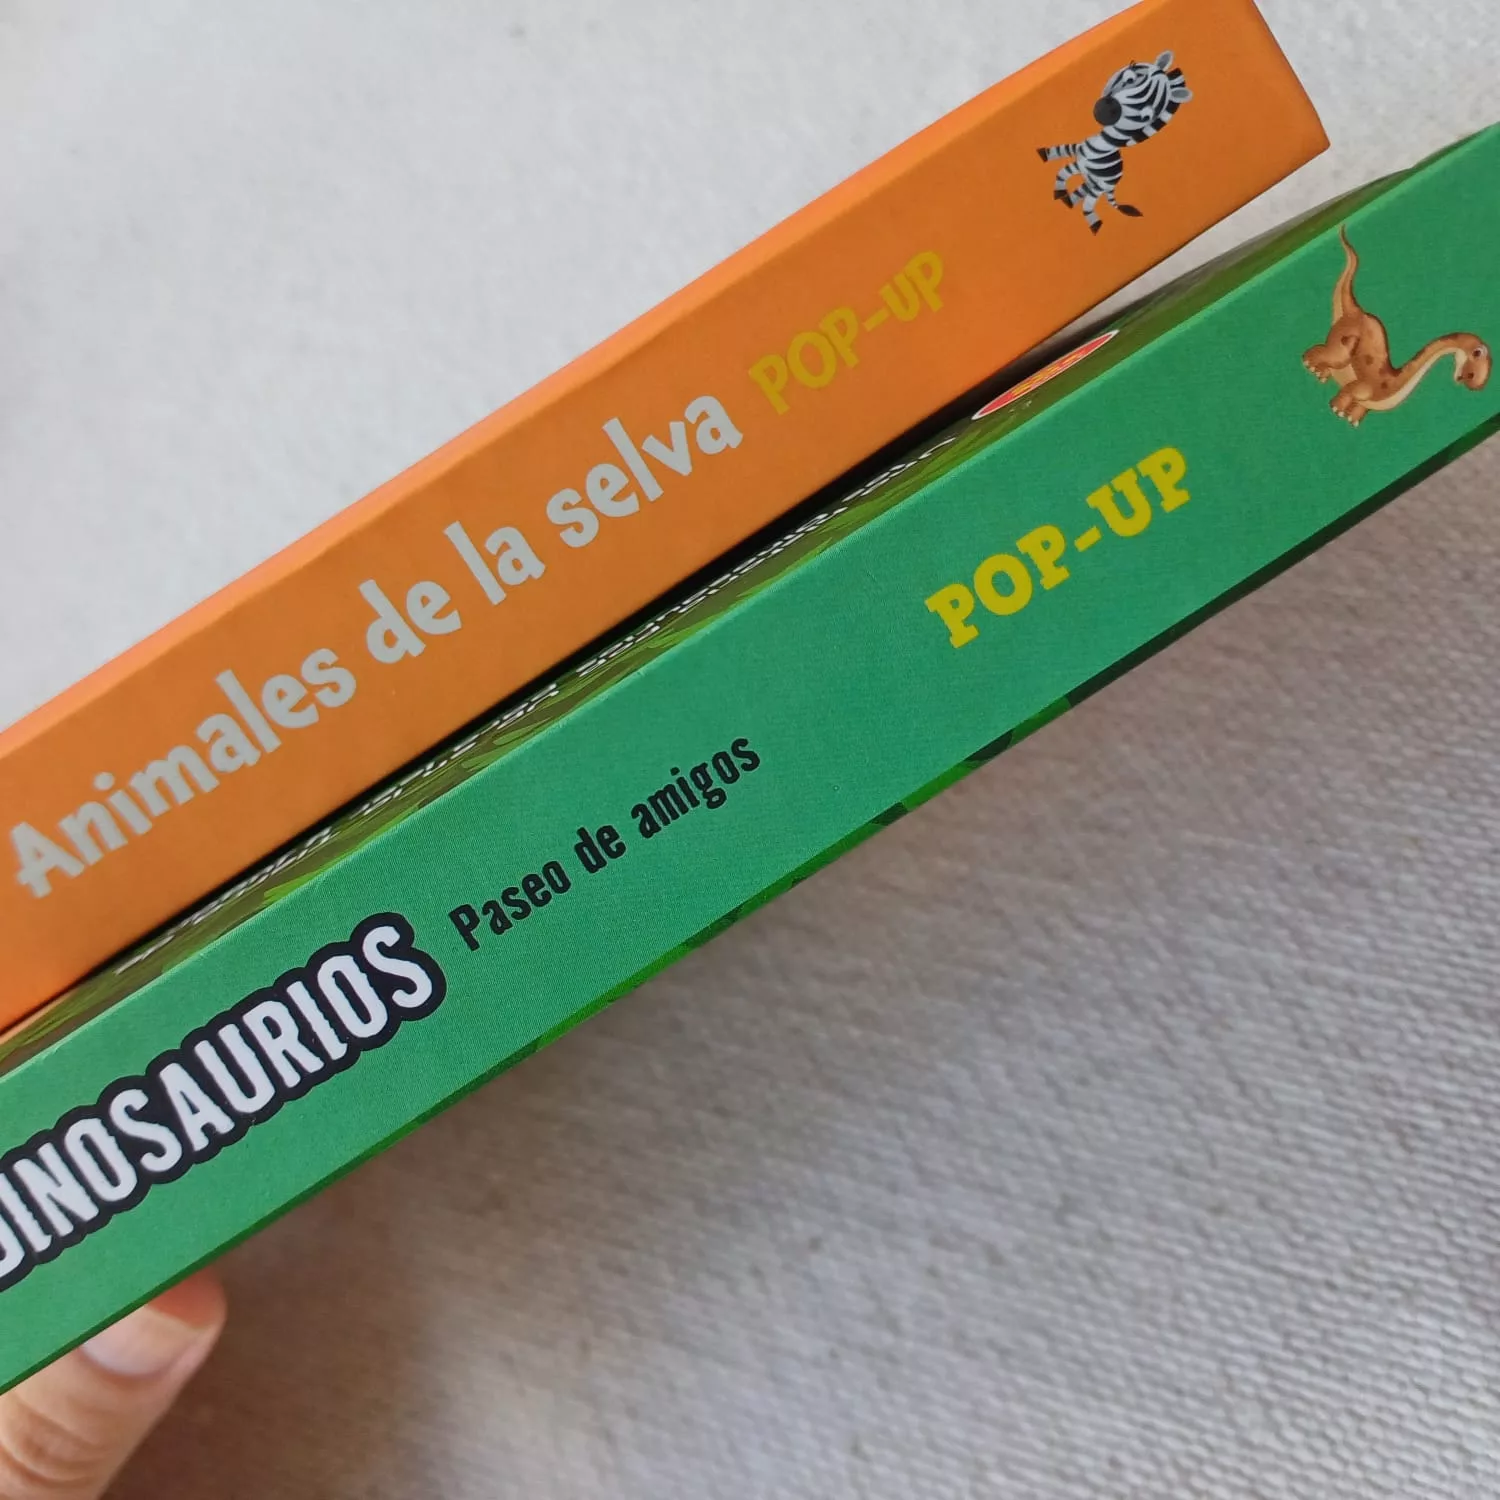 Animales de la selva POP-UP
DINOSAURIOS Paseo de amigos POP-UP